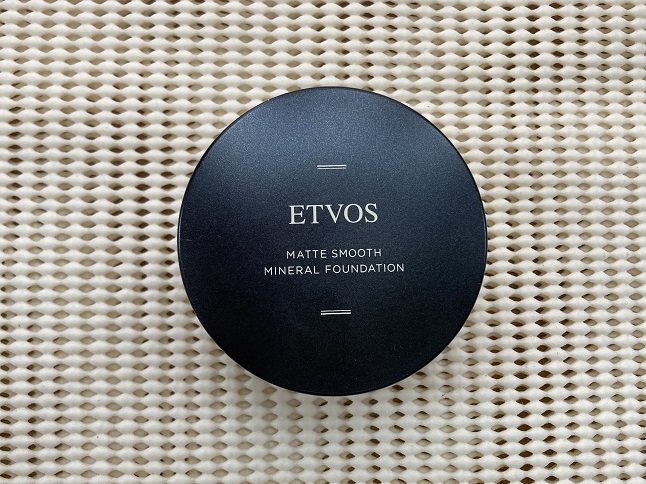 ETVOS
MATTE SMOOTH
MINERAL FOUNDATION